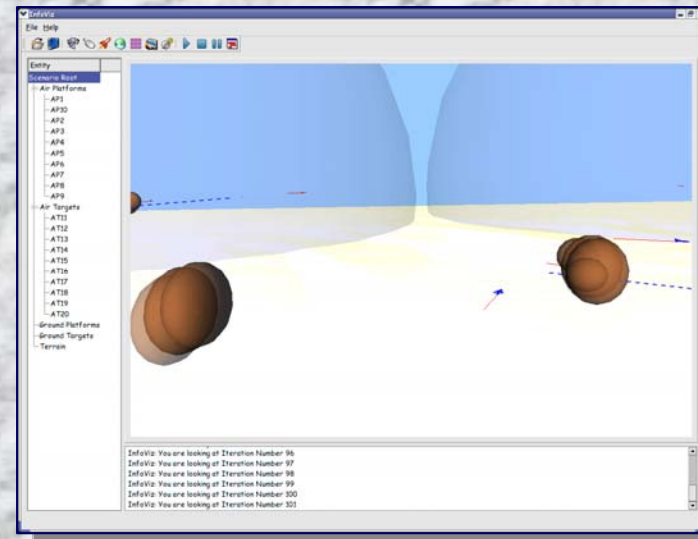 InfoViz
File Help
Entity
Scenario Root
Air Platforms
AP1
AP10
AP2
AP3
AP4
AP5
AP6
AP7
AP8
AP9
Air Targets
AT11
AT12
AT13
AT14
AT15
AT16
AT17
AT18
AT19
AT20
Ground Platforms
Ground Targets
Terrain
InfoViz: You are looking at Iteration Number 96
InfoViz: You are looking at Iteration Number 97
InfoViz: You are looking at Iteration Number 98
InfoViz: You are looking at Iteration Number 99
InfoViz: You are looking at Iteration Number 100
InfoViz: You are looking at Iteration Number 101